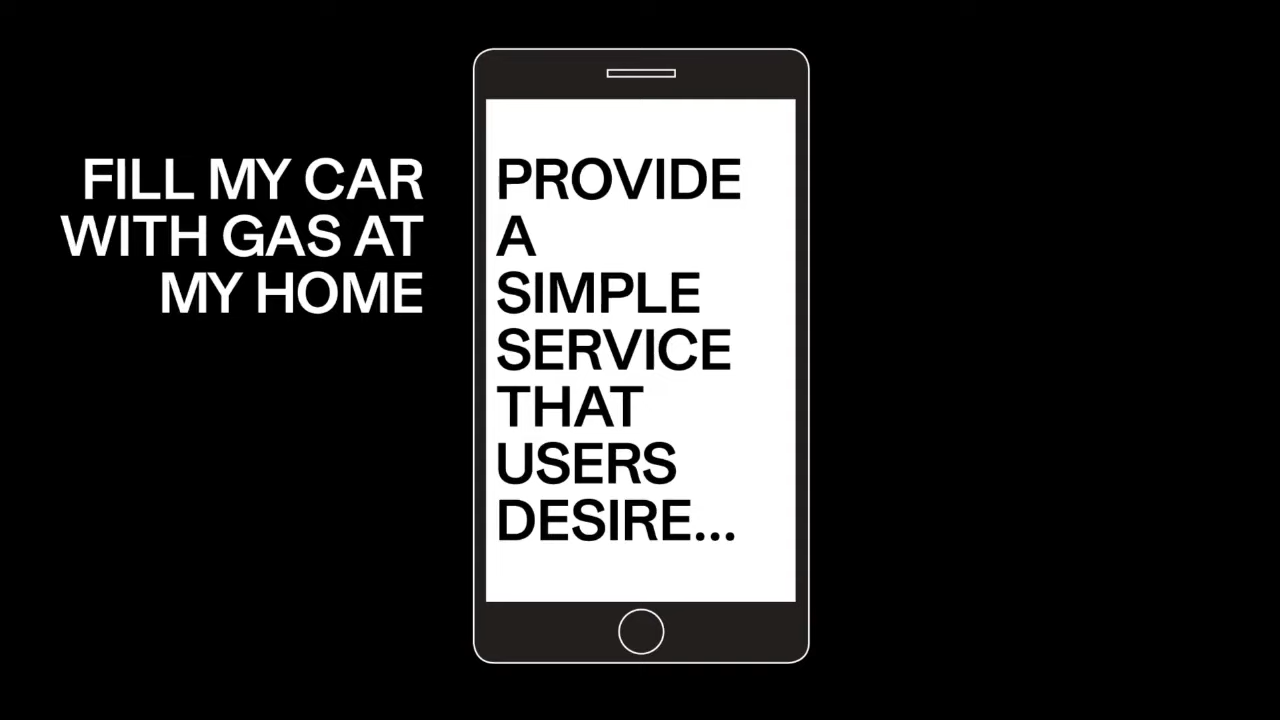 FILL MY CAR
WITH GAS AT
MY HOME
PROVIDE
A
SIMPLE
SERVICE
THAT
USERS
DESIRE...